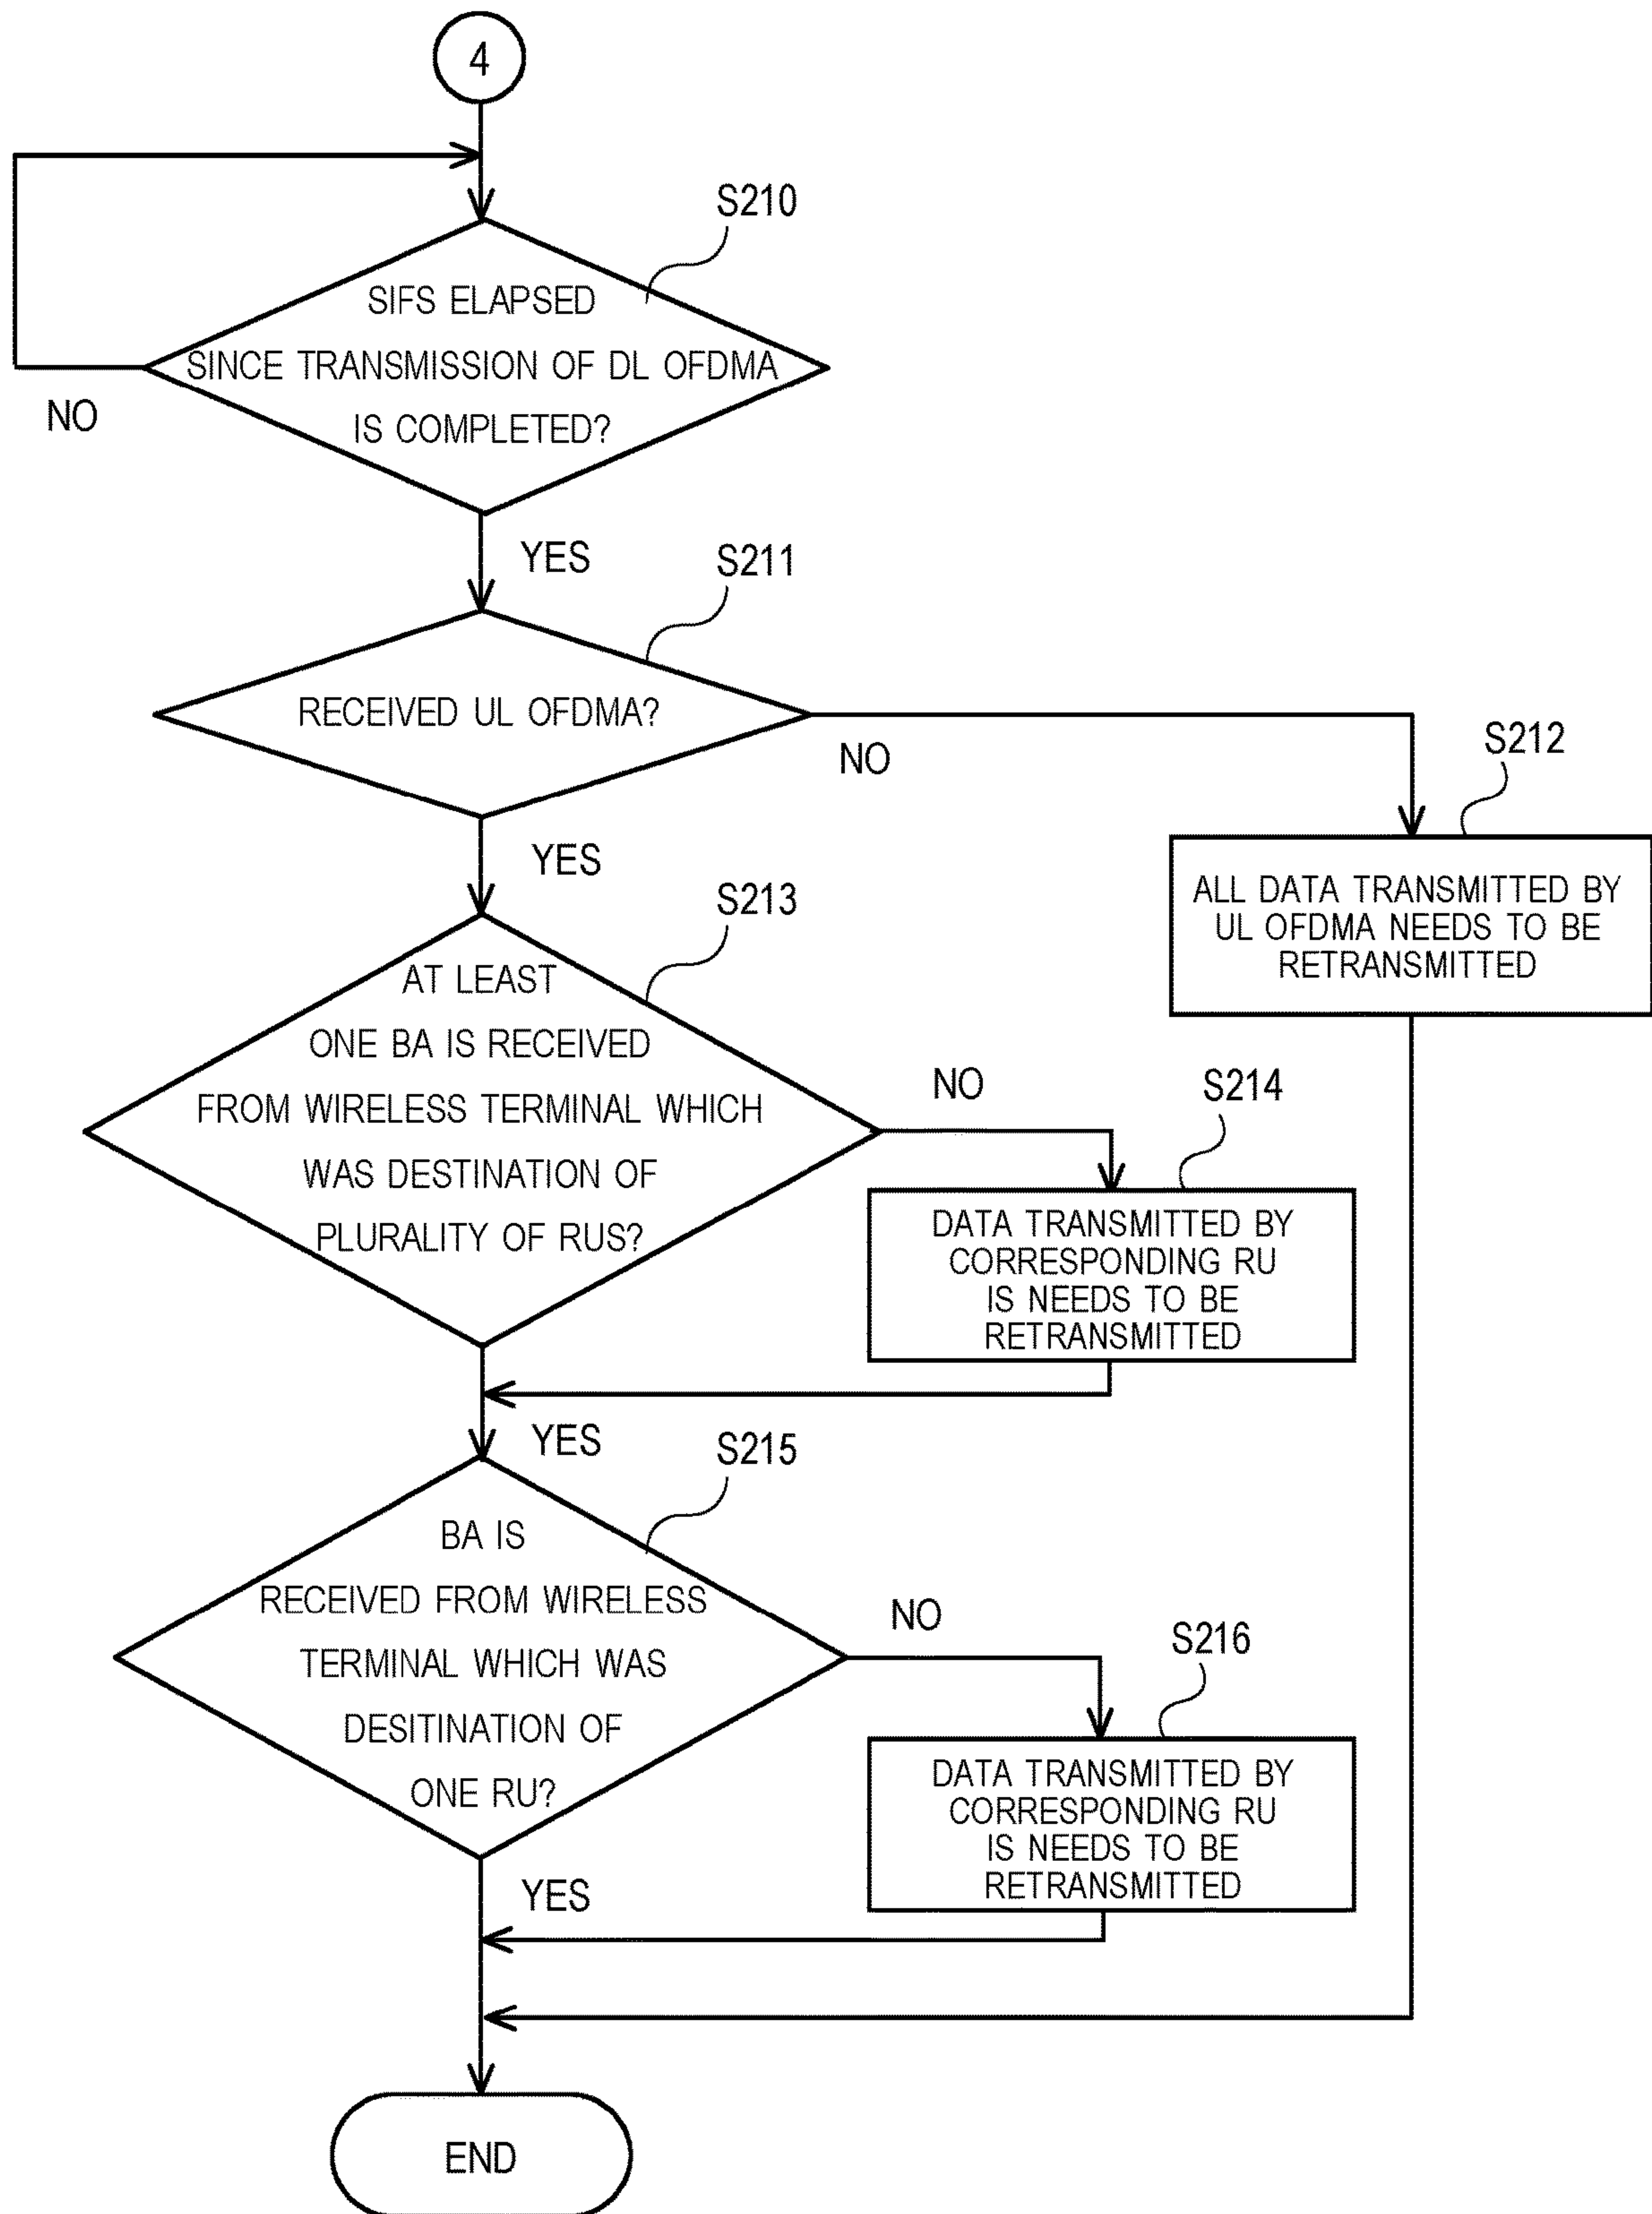 4
S210
SIFS ELAPSED
SINCE TRANSMISSION OF DL OFDMA
IS COMPLETED?
NO
YES
S211
RECEIVED UL OFDMA?
NO
S212
YES
ALL DATA TRANSMITTED BY
UL OFDMA NEEDS TO BE
RETRANSMITTED
S213
AT LEAST
ONE BA IS RECEIVED
FROM WIRELESS TERMINAL WHICH
WAS DESTINATION OF
PLURALITY OF RUS?
NO
S214
DATA TRANSMITTED BY
CORRESPONDING RU
IS NEEDS TO BE
RETRANSMITTED
YES
S215
BA IS
RECEIVED FROM WIRELESS
TERMINAL WHICH WAS
DESITINATION OF
ONE RU?
NO
S216
DATA TRANSMITTED BY
CORRESPONDING RU
IS NEEDS TO BE
RETRANSMITTED
YES
END